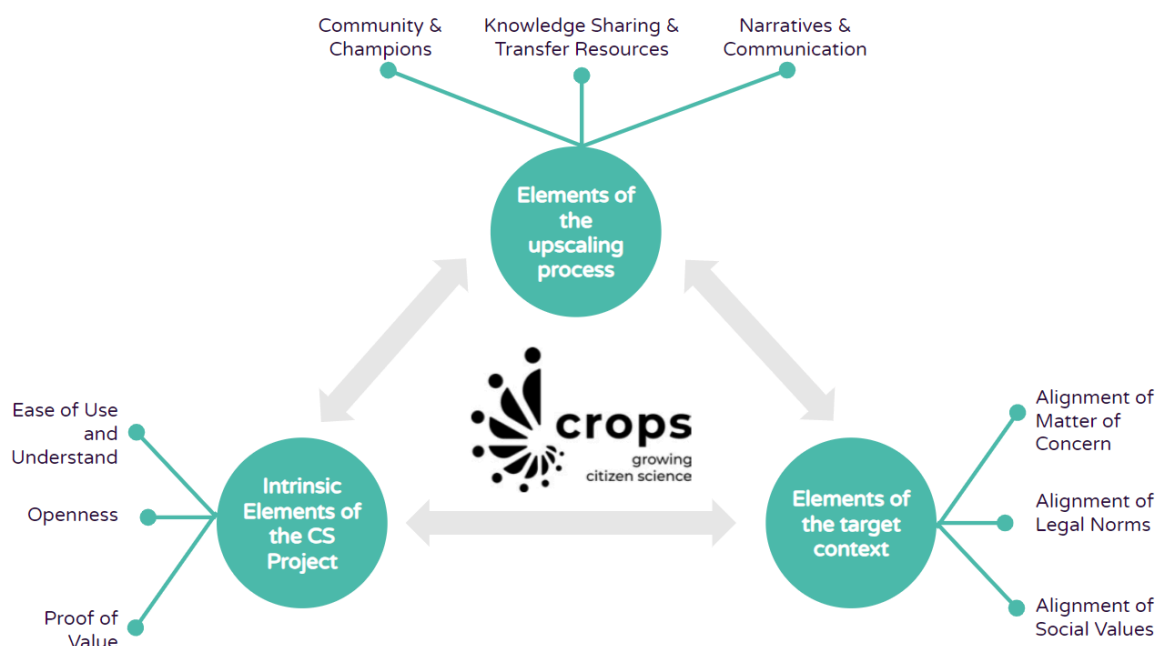 Community &
Champions
Knowledge Sharing &
Transfer Resources
Narratives &
Communication
Elements of
the
upscaling
process
Ease of Use
and
Understand
Openness
Proof of
Value
Intrinsic
Elements of
the CS
Project
crops
growing
citizen science
Elements of
the target
context
Alignment of
Matter of
Concern
Alignment of
Legal Norms
Alignment of
Social Values